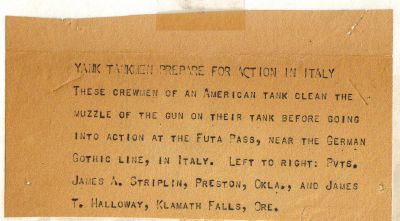 YANK TANKMEN PREPARE FOR ACTION IN ITALY
THESE CREWMEN OF AN AMERICAN TANK CLEAN THE
MUZZLE OF THE GUN ON THEIR TANK BEFORE GOING
INTO ACTION AT THE FUTA PASS, NEAR THE GERMAN
GOTHIC LINE, IN ITALY. LEFT TO RIGHT: PVTS.
JAMES A. STRIPLIN, PRESTON, OKLA., AND JAMES
T. HALLOWAY, KLAMATH FALLS, ORE.